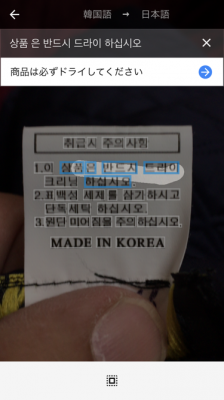 韓国語 → 日本語
상품 은 반드시 드라이 하십시오
商品は必ずドライしてください
취급시 주의사항
1.이 상품은 반드시 드라이
크리닝 하십시오.
2.표백성 세제를 삼가하시고
단독세탁 하십시오.
3.원단 미어짐을 주의하십시오.
MADE IN KOREA